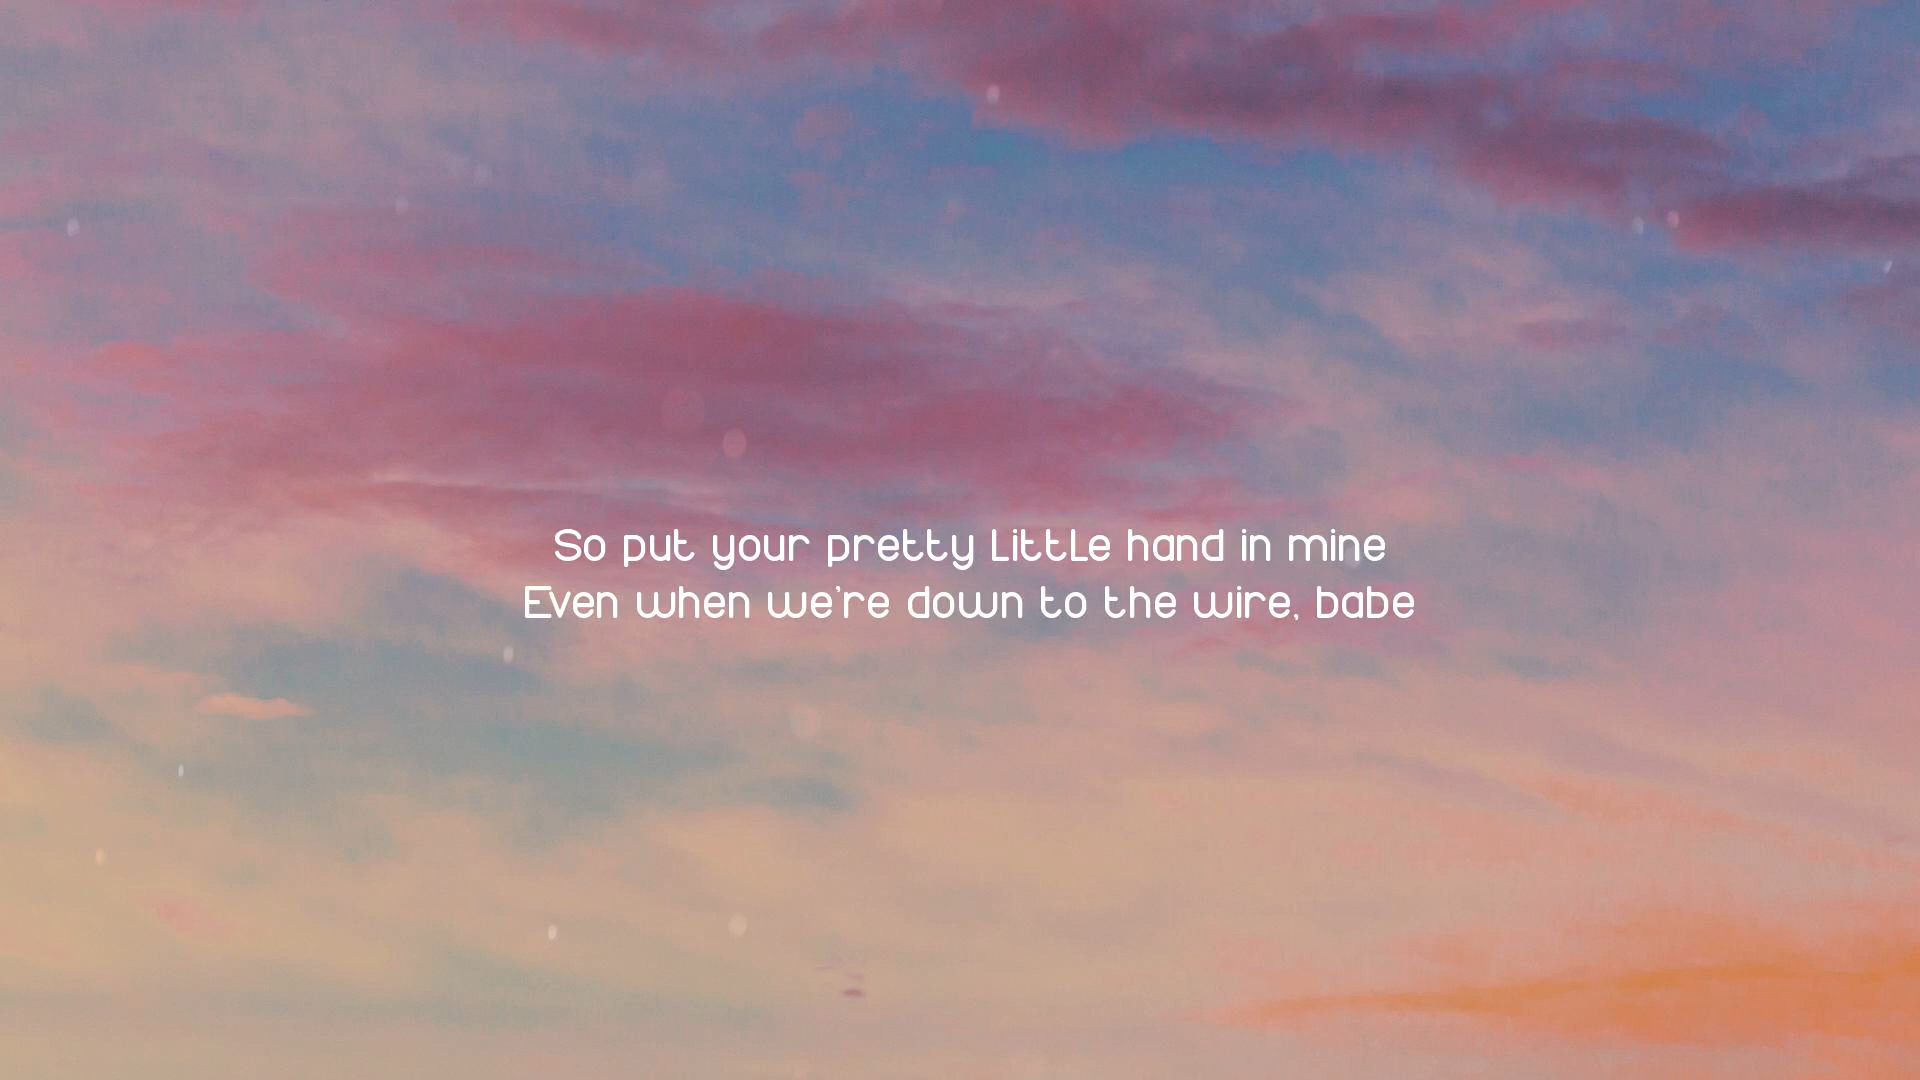 So put your pretty little hand in mine
Even when we're down to the wire, babe